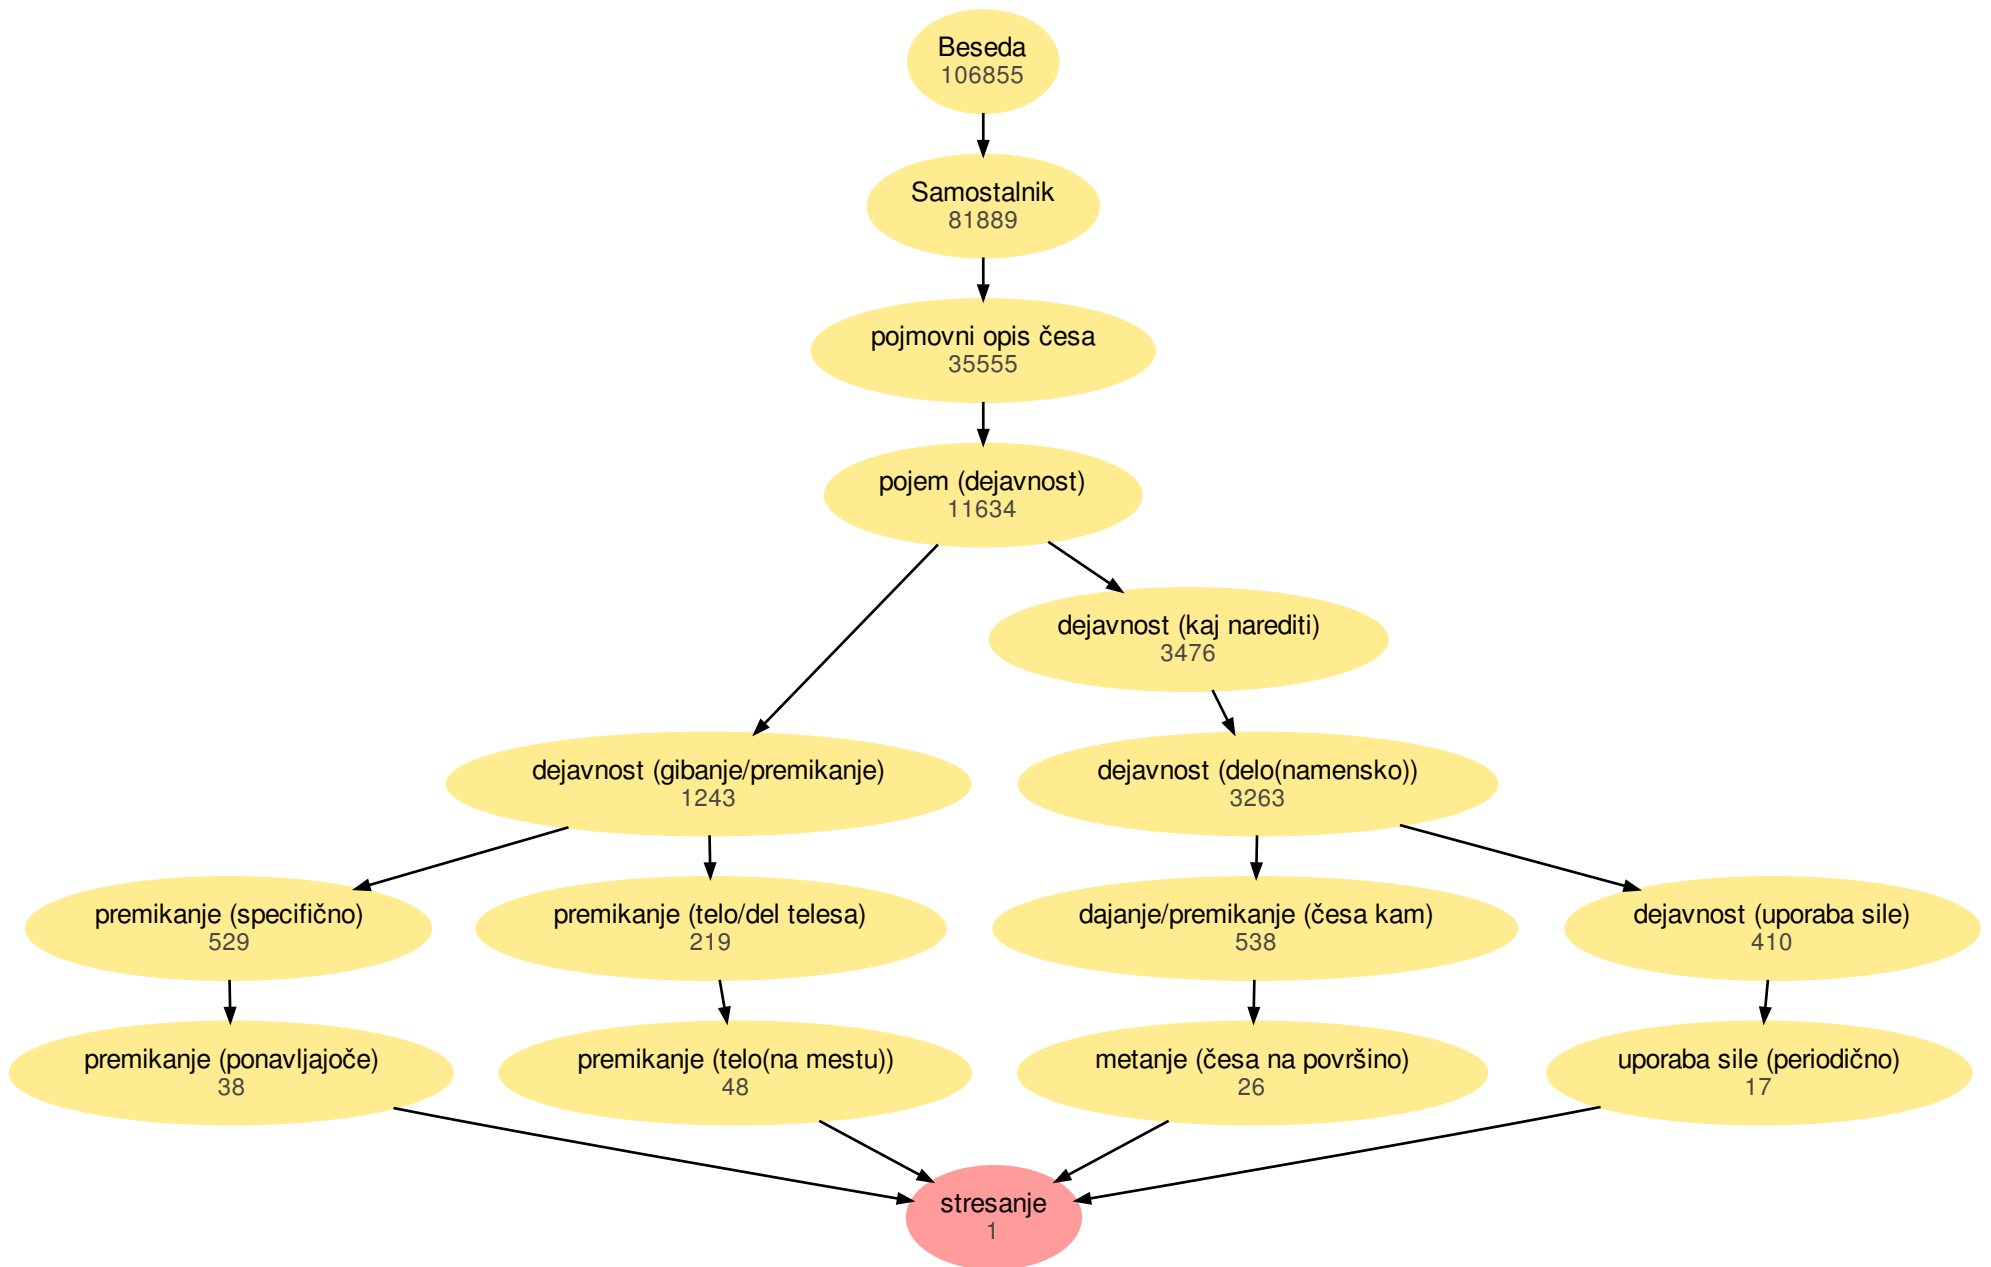 Beseda
106855
Samostalnik
81889
pojmovni opis česa
35555
pojem (dejavnost)
11634
dejavnost (kaj narediti)
3476
dejavnost (gibanje/premikanje)
1243
dejavnost (delo(namensko))
3263
premikanje (specifično)
529
premikanje (telo/del telesa)
219
dajanje/premikanje (česa kam)
538
dejavnost (uporaba sile)
410
premikanje (ponavljajoče)
38
premikanje (telo(na mestu))
48
metanje (česa na površino)
26
uporaba sile (periodično)
17
stresanje
1